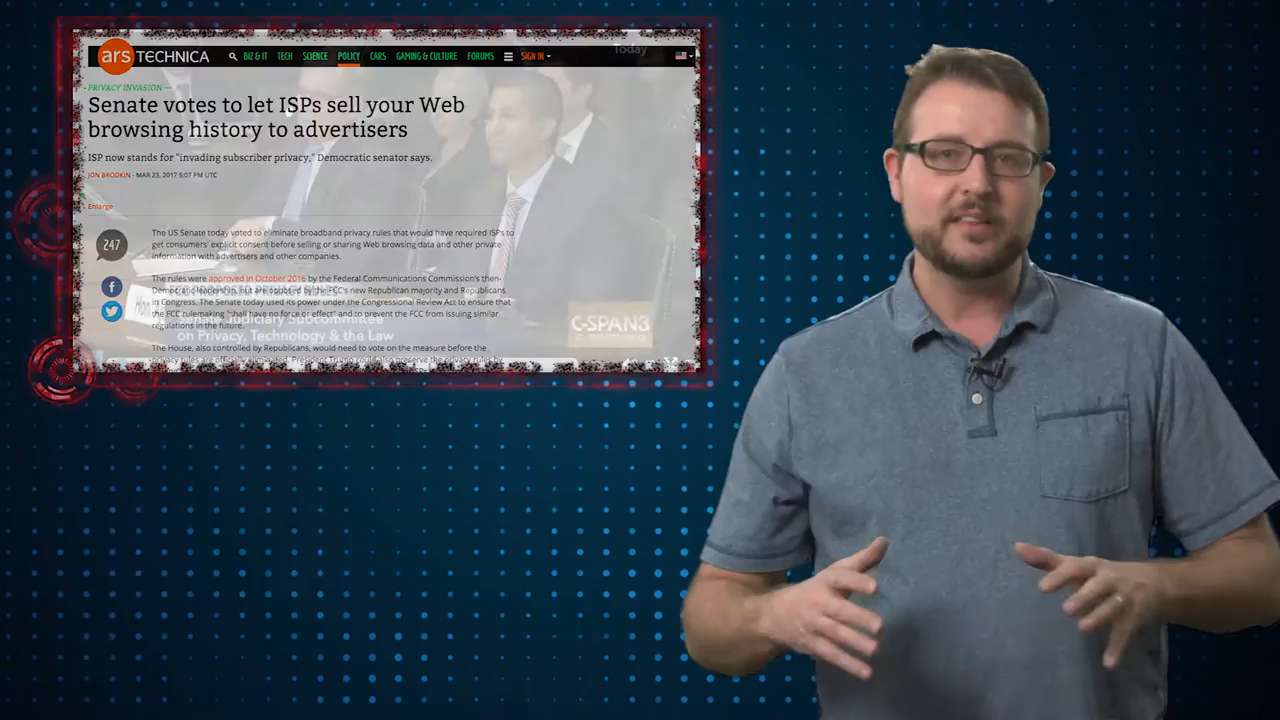 Today
ars TECHNICA BIZ & IT TECH SCIENCE POLICY CARS GAMING & CULTURE FORUMS SIGN IN
PRIVACY INVASION —
Senate votes to let ISPs sell your Web
browsing history to advertisers
ISP now stands for "invading subscriber privacy," Democratic senator says.
JON BRODKIN - MAR 23, 2017 5:07 PM UTC
Enlarge
247
The US Senate today voted to eliminate broadband privacy rules that would have required ISPs to
get consumers' explicit consent before selling or sharing Web browsing data and other private
information with advertisers and other companies.
The rules were approved in October 2016 by the Federal Communications Commission's then-
Democratic leadership, but are opposed by the FCC's new Republican majority and Republicans
in Congress. The Senate today used its power under the Congressional Review Act to ensure that
the FCC rulemaking "shall have no force or effect" and to prevent the FCC from issuing similar
regulations in the future.
The House, also controlled by Republicans, would need to vote on the measure before the
Senate Judiciary Subcommittee
on Privacy, Technology & the Law
C-SPAN3